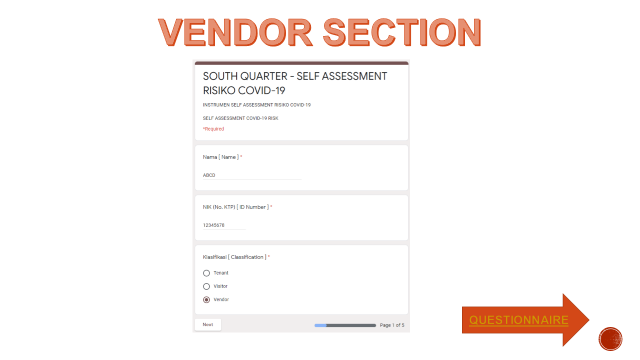 VENDOR SECTION
SOUTH QUARTER - SELF ASSESSMENT
RISIKO COVID-19
INSTRUMEN SELF ASSESSMENT RISIKO COVID-19
SELF ASSESSMENT COVID-19 RISK
*Required
Nama [ Name ] *
ABCD
NIK (No. KTP) [ ID Number ] *
12345678
Klasifikasi [ Classification ] *
Tenant
Visitor
Vendor
Next
Page 1 of 5
QUESTIONNAIRE